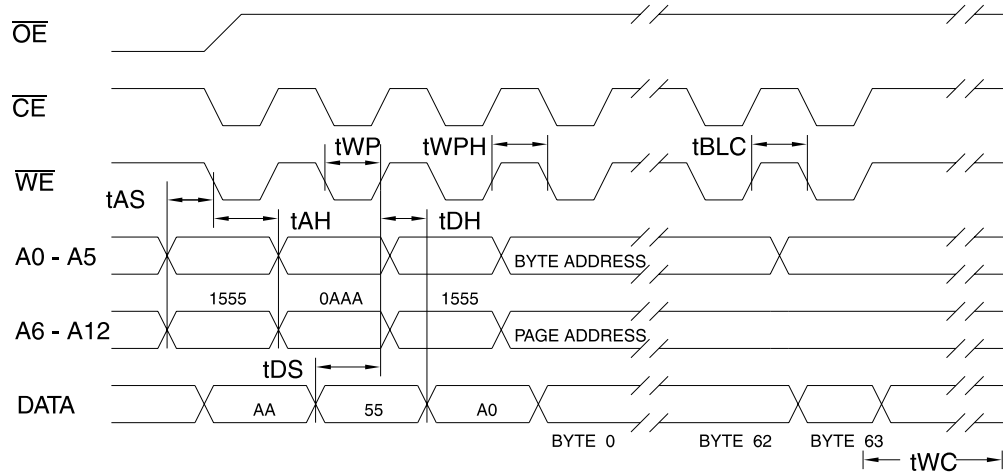 OE
CE
tWP tWPH tBLC
WE
tAS
tAH tDH
A0 - A5 BYTE ADDRESS
1555 0AAA 1555
A6 - A12 PAGE ADDRESS
tDS
DATA AA 55 A0
BYTE 0 BYTE 62 BYTE 63
tWC